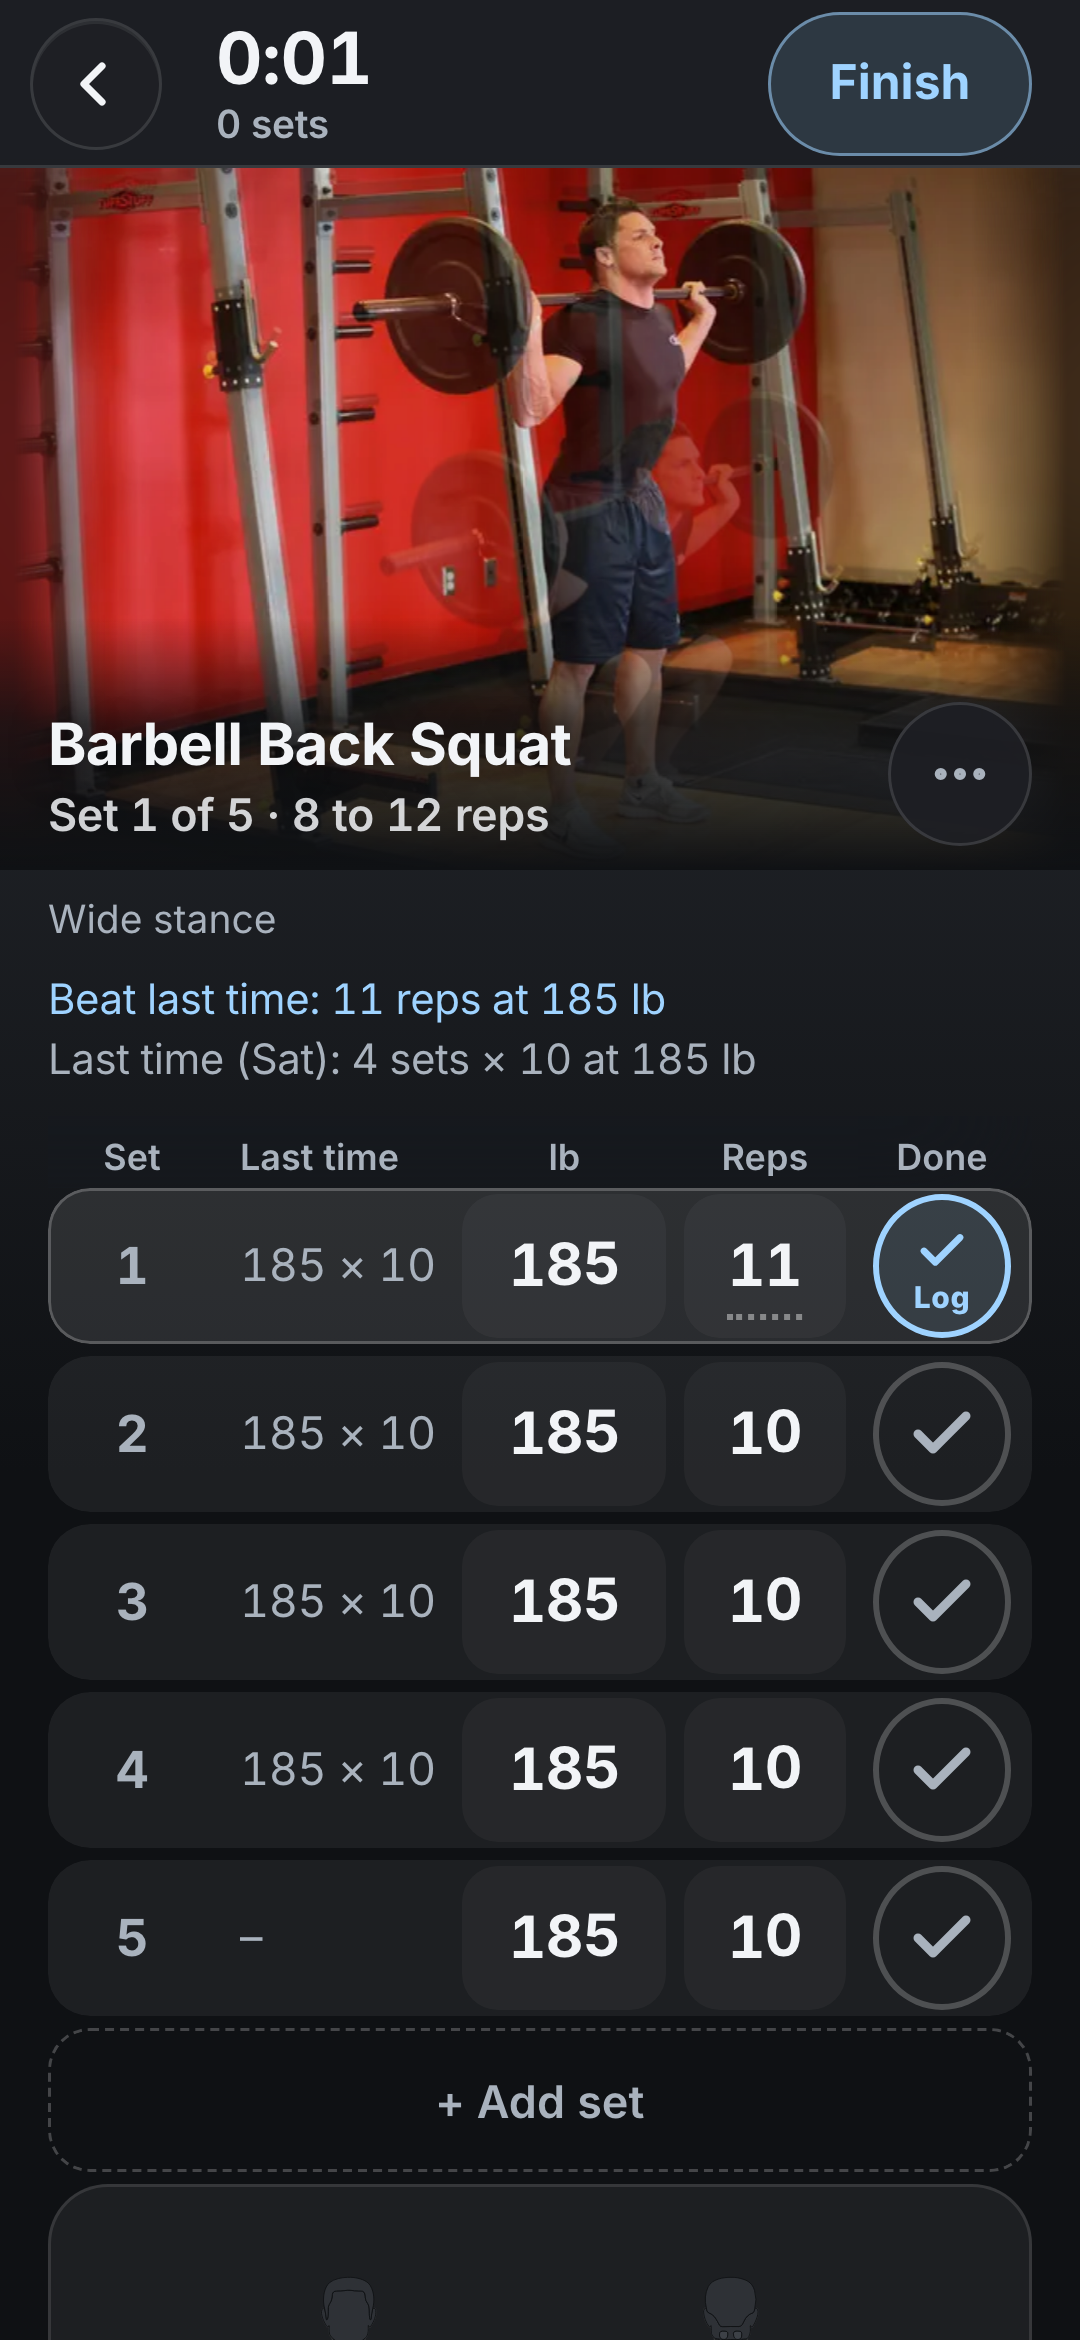 0:01
0 sets
Finish
Barbell Back Squat
Set 1 of 5 · 8 to 12 reps
Wide stance
Beat last time: 11 reps at 185 lb
Last time (Sat): 4 sets × 10 at 185 lb
Set Last time lb Reps Done
1 185 × 10 185 11 Log
2 185 × 10 185 10
3 185 × 10 185 10
4 185 × 10 185 10
5 – 185 10
+ Add set